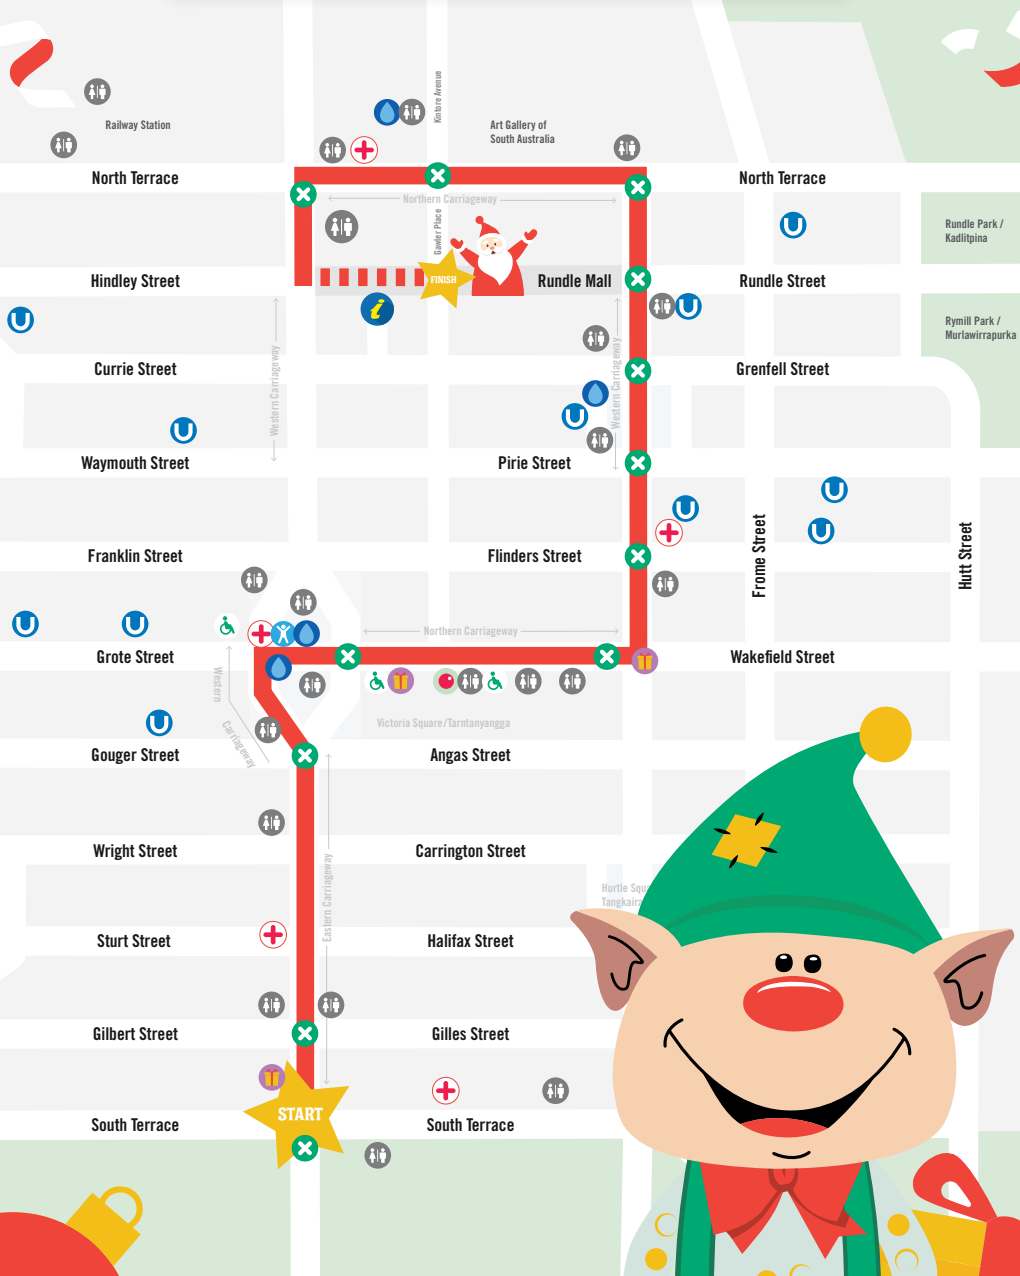 Kintore Avenue
Railway Station
Art Gallery of
South Australia
North Terrace
North Terrace
Northern Carriageway
Gawler Place
Rundle Park /
Kadlitpina
Hindley Street
FINISH
Rundle Mall
Rundle Street
i
Rymill Park /
Murlawirrapurka
Western Carriageway
Western Carriageway
Currie Street
Grenfell Street
Waymouth Street
Pirie Street
Franklin Street
Flinders Street
Frome Street
Hutt Street
Northern Carriageway
Grote Street
Wakefield Street
Western
Carriageway
Victoria Square/Tarntanyangga
Gouger Street
Angas Street
Wright Street
Carrington Street
Eastern Carriageway
Hurtle Squa
Tangkaira
Sturt Street
Halifax Street
Gilbert Street
Gilles Street
START
South Terrace
South Terrace